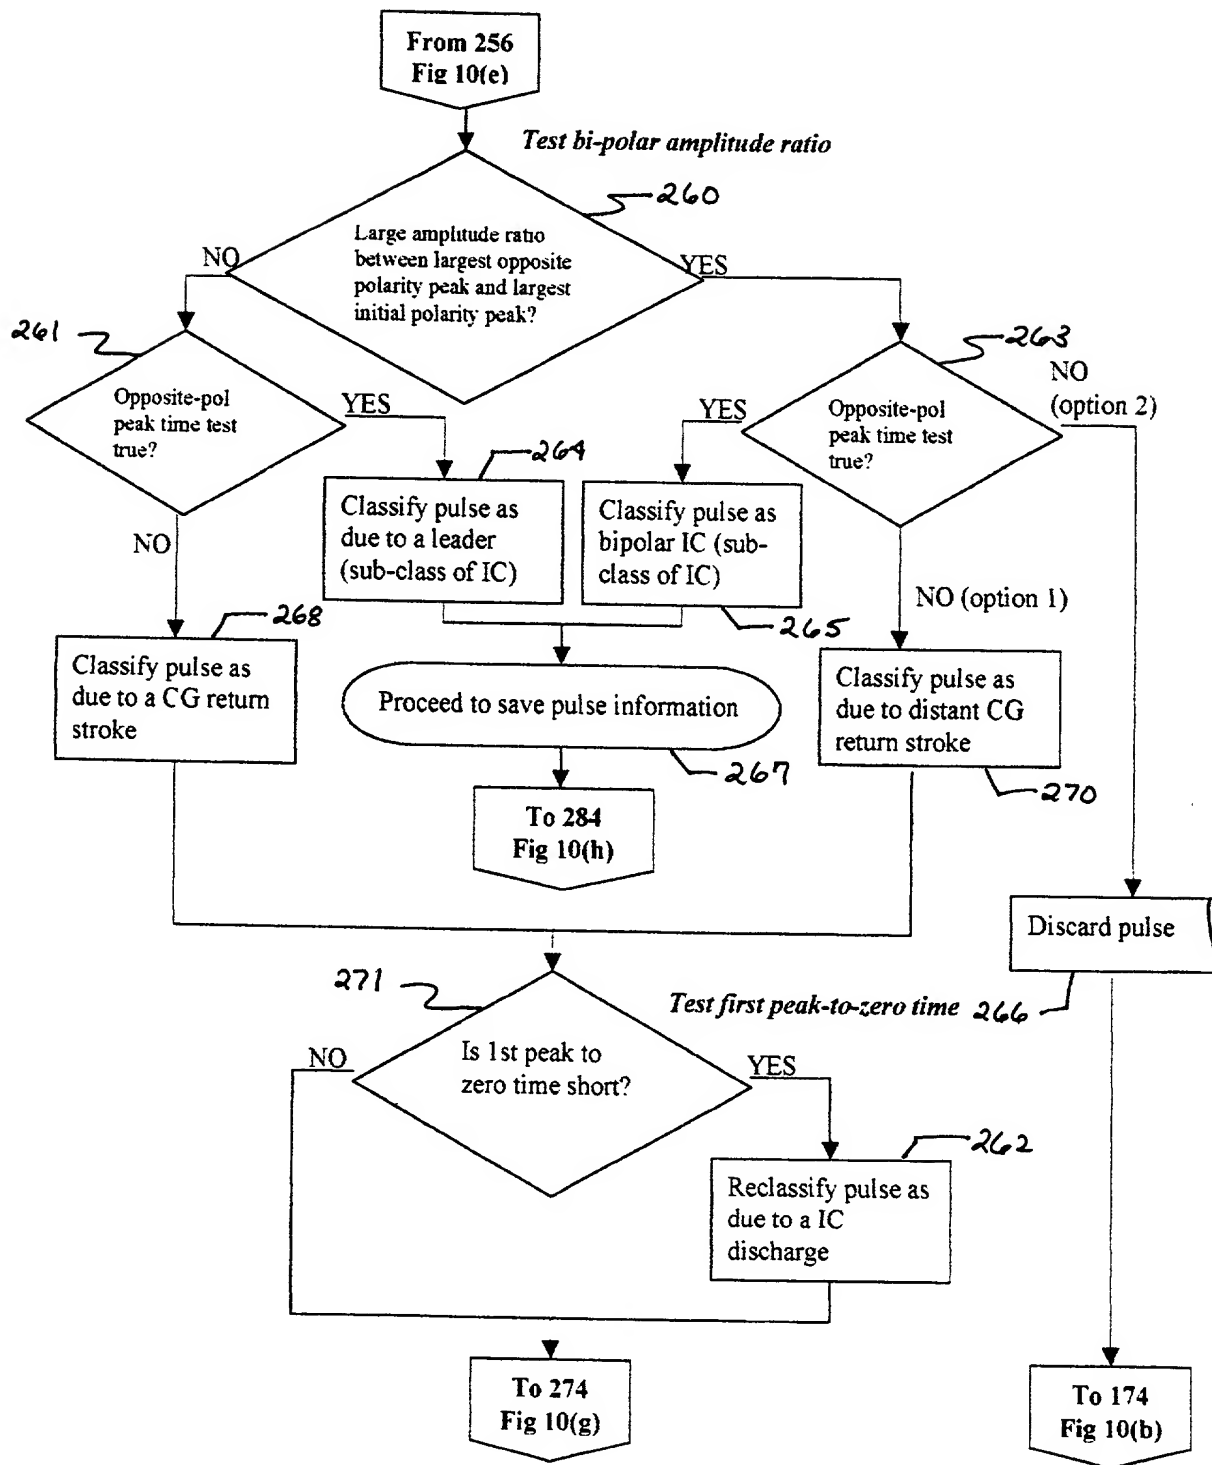 From 256
Fig 10(e)
Test bi-polar amplitude ratio
260
Large amplitude ratio
between largest opposite
polarity peak and largest
initial polarity peak?
NO
YES
261
Opposite-pol
peak time test
true?
YES
NO
263
Opposite-pol
peak time test
true?
YES
NO
(option 2)
NO (option 1)
264
Classify pulse as
due to a leader
(sub-class of IC)
Classify pulse as
bipolar IC (sub-
class of IC)
265
268
Classify pulse as
due to a CG return
stroke
Proceed to save pulse information
267
Classify pulse as
due to distant CG
return stroke
270
To 284
Fig 10(h)
Discard pulse
266
271
Test first peak-to-zero time
Is 1st peak to
zero time short?
NO
YES
262
Reclassify pulse as
due to a IC
discharge
To 274
Fig 10(g)
To 174
Fig 10(b)